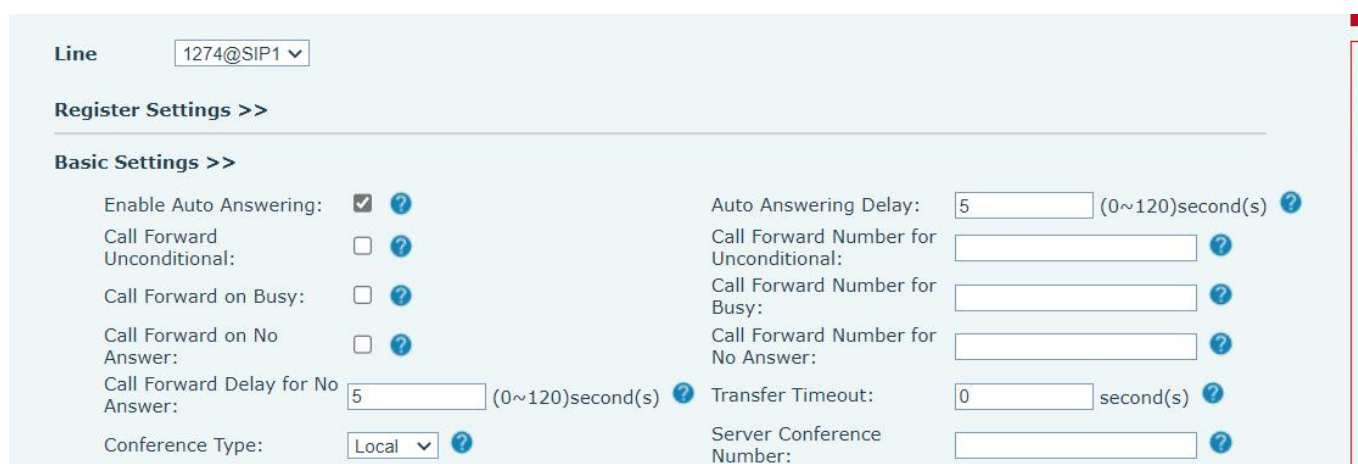 Line 1274@SIP1
Register Settings >>
Basic Settings >>
Enable Auto Answering: Auto Answering Delay: 5 (0~120)second(s)
Call Forward Unconditional: Call Forward Number for Unconditional:
Call Forward on Busy: Call Forward Number for Busy:
Call Forward on No Answer: Call Forward Number for No Answer:
Call Forward Delay for No Answer: 5 (0~120)second(s) Transfer Timeout: 0 second(s)
Conference Type: Local Server Conference Number: